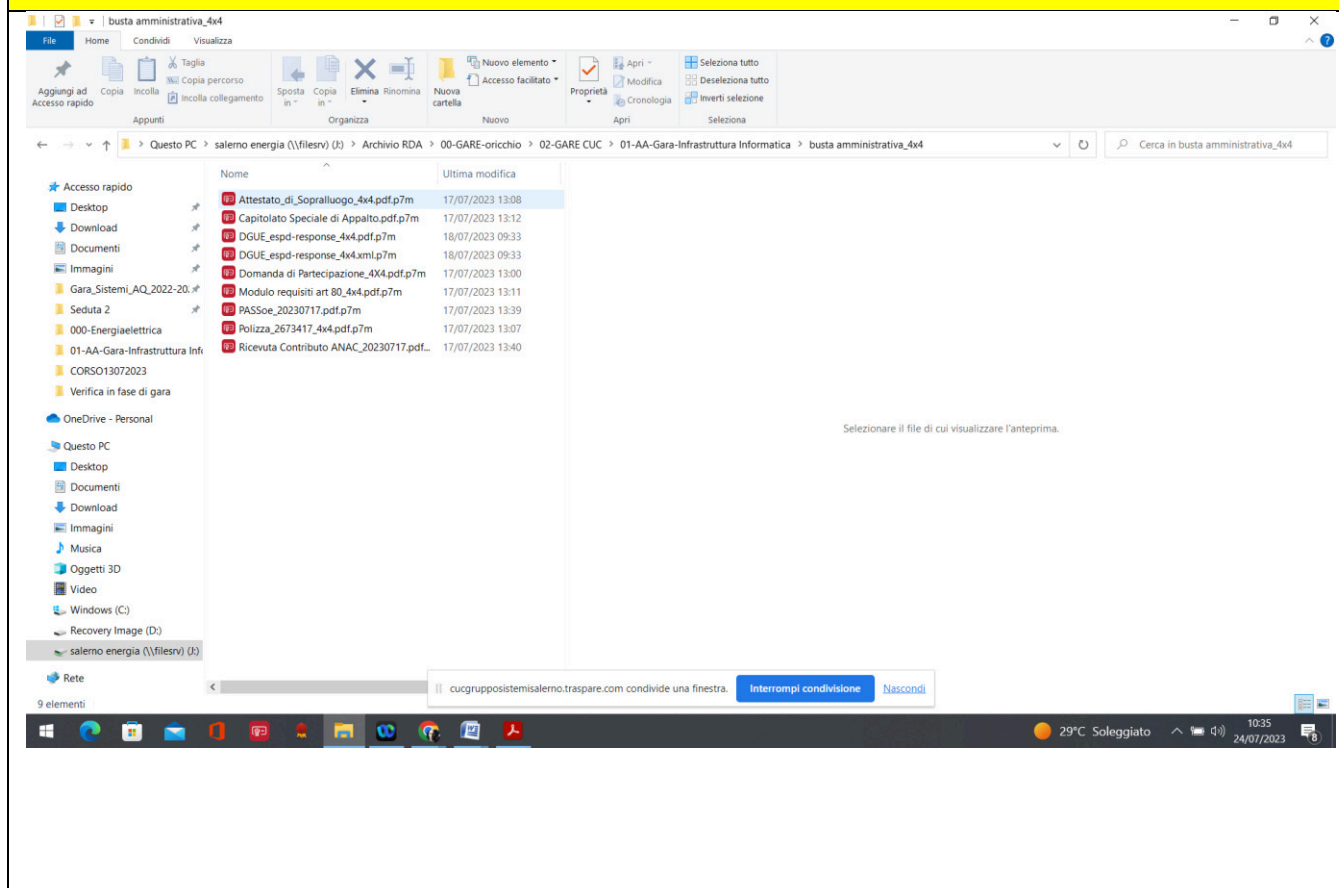 busta amministrativa_4x4
File Home Condividi Visualizza
Aggiungi ad Accesso rapido
Copia
Incolla
Taglia
Copia percorso
Incolla collegamento
Appunti
Sposta in
Copia in
Elimina
Rinomina
Organizza
Nuova cartella
Nuovo elemento
Accesso facilitato
Nuovo
Proprietà
Apri
Modifica
Cronologia
Apri
Seleziona tutto
Deseleziona tutto
Inverti selezione
Seleziona
> Questo PC > salerno energia (\\filesrv) (J:) > Archivio RDA > 00-GARE-oricchio > 02-GARE CUC > 01-AA-Gara-Infrastruttura Informatica > busta amministrativa_4x4
Cerca in busta amministrativa_4x4
Accesso rapido
Desktop
Download
Documenti
Immagini
Gara_Sistemi_AQ_2022-20
Seduta 2
000-Energiaelettrica
01-AA-Gara-Infrastruttura Info
CORSO13072023
Verifica in fase di gara
OneDrive - Personal
Questo PC
Desktop
Documenti
Download
Immagini
Musica
Oggetti 3D
Video
Windows (C:)
Recovery Image (D:)
salerno energia (\\filesrv) (J:)
Rete
Nome Ultima modifica
Attestato_di_Sopralluogo_4x4.pdf.p7m 17/07/2023 13:08
Capitolato Speciale di Appalto.pdf.p7m 17/07/2023 13:12
DGUE_espd-response_4x4.pdf.p7m 18/07/2023 09:33
DGUE_espd-response_4x4.xml.p7m 18/07/2023 09:33
Domanda di Partecipazione_4X4.pdf.p7m 17/07/2023 13:00
Modulo requisiti art 80_4x4.pdf.p7m 17/07/2023 13:11
PASSoe_20230717.pdf.p7m 17/07/2023 13:39
Polizza_2673417_4x4.pdf.p7m 17/07/2023 13:07
Ricevuta Contributo ANAC_20230717.pdf... 17/07/2023 13:40
Selezionare il file di cui visualizzare l'anteprima.
cucgrupposistemisalerno.traspare.com condivide una finestra. Interrompi condivisione Nascondi
9 elementi
29°C Soleggiato
10:35
24/07/2023
8